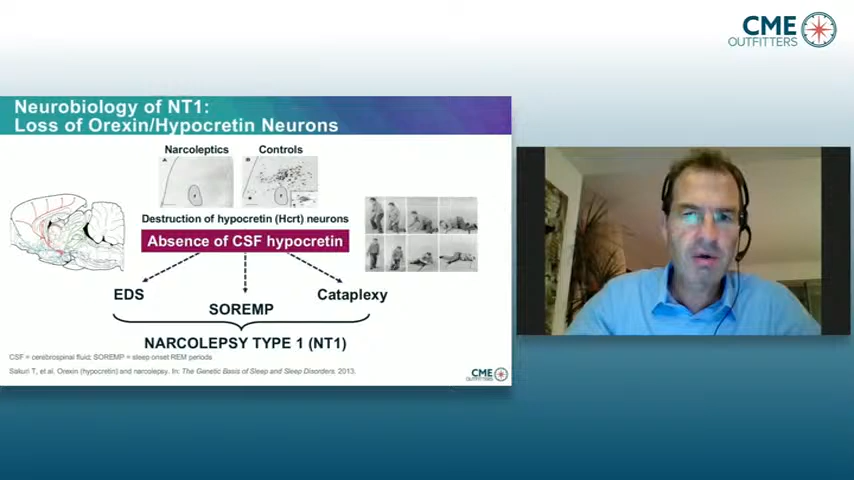 CME
OUTFITTERS
Neurobiology of NT1:
Loss of Orexin/Hypocretin Neurons
Narcoleptics
Controls
A
B
Destruction of hypocretin (Hcrt) neurons
Absence of CSF hypocretin
EDS
SOREMP
Cataplexy
NARCOLEPSY TYPE 1 (NT1)
CSF = cerebrospinal fluid; SOREMP = sleep onset REM periods
Sakuri T, et al. Orexin (hypocretin) and narcolepsy. In: The Genetic Basis of Sleep and Sleep Disorders. 2013.
CME
OUTFITTERS